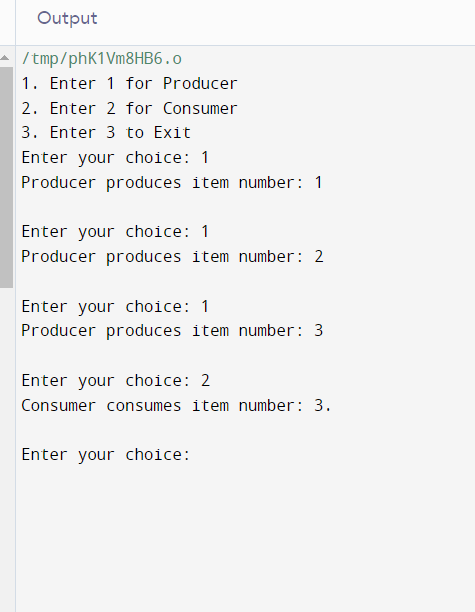 Output
/tmp/phK1Vm8HB6.o
1. Enter 1 for Producer
2. Enter 2 for Consumer
3. Enter 3 to Exit
Enter your choice: 1
Producer produces item number: 1
Enter your choice: 1
Producer produces item number: 2
Enter your choice: 1
Producer produces item number: 3
Enter your choice: 2
Consumer consumes item number: 3.
Enter your choice: